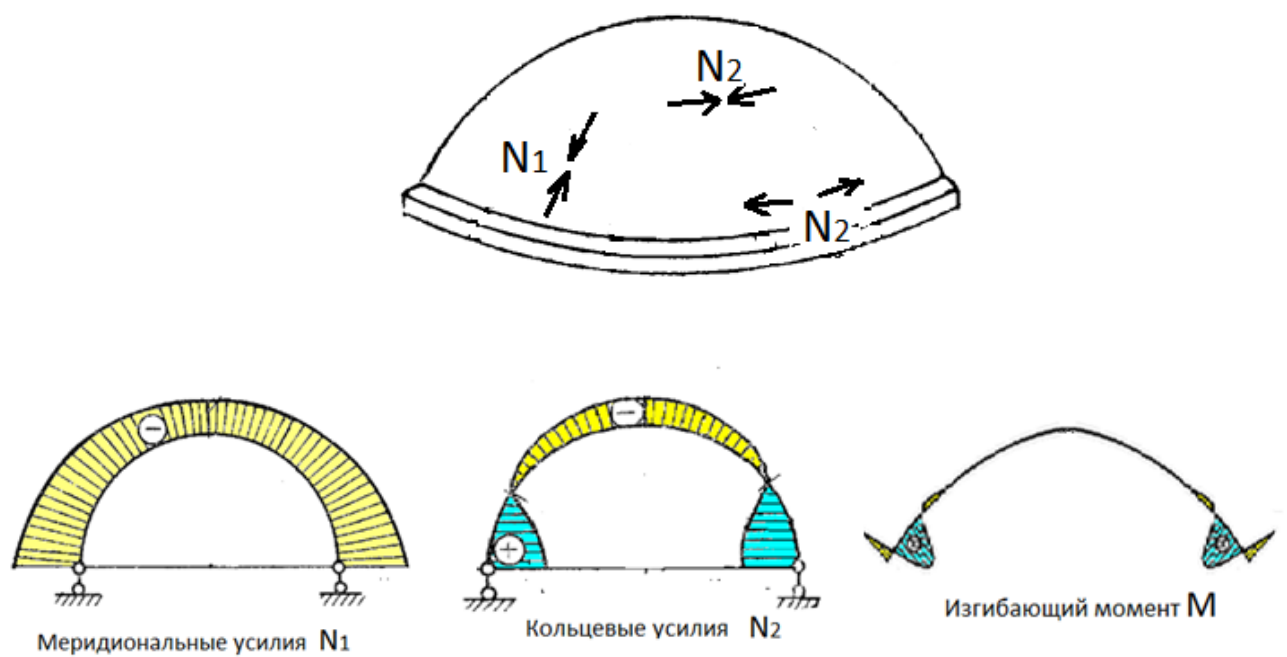 N2
N1
N2
Меридиональные усилия N1
Кольцевые усилия N2
Изгибающий момент M